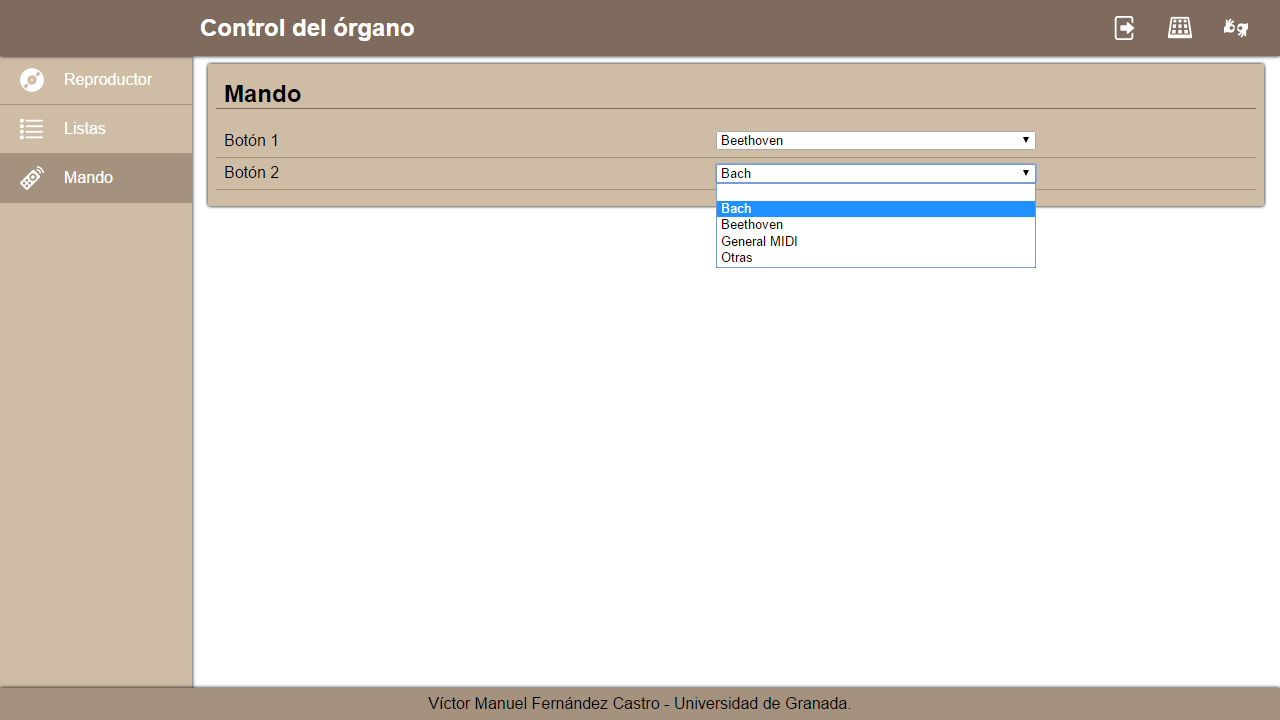 Control del órgano
Reproductor
Listas
Mando
Mando
Botón 1
Beethoven
Botón 2
Bach
Bach
Beethoven
General MIDI
Otras
Víctor Manuel Fernández Castro - Universidad de Granada.